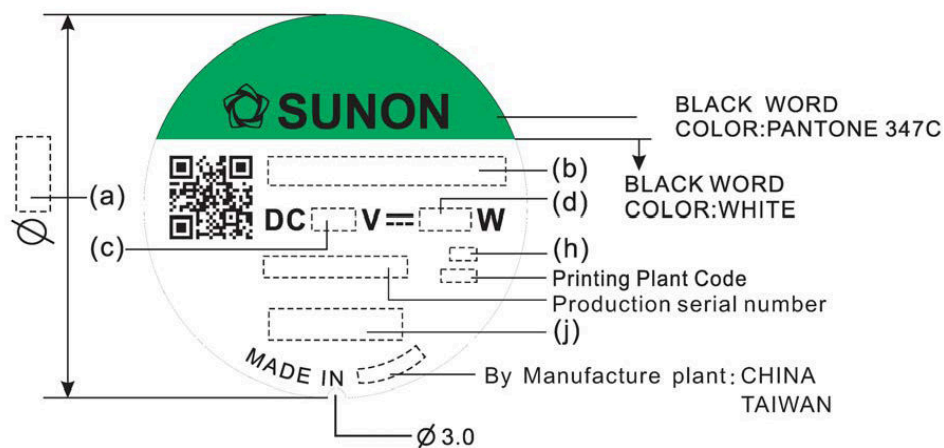 SUNON
BLACK WORD
COLOR:PANTONE 347C
(a)
Ø
(b)
BLACK WORD
COLOR:WHITE
DC V W
(d)
(c)
(h)
Printing Plant Code
Production serial number
(j)
MADE IN
By Manufacture plant: CHINA
TAIWAN
Ø 3.0